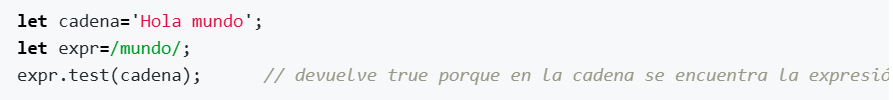 let cadena='Hola mundo';
let expr=/mundo/;
expr.test(cadena);      // devuelve true porque en la cadena se encuentra la